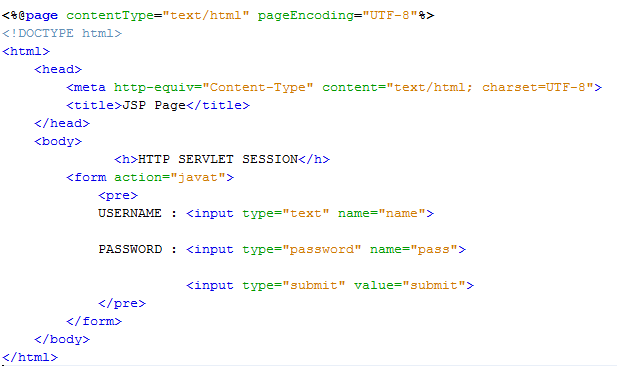 <%@page contentType="text/html" pageEncoding="UTF-8"%>
<!DOCTYPE html>
<html>
    <head>
        <meta http-equiv="Content-Type" content="text/html; charset=UTF-8">
        <title>JSP Page</title>
    </head>
    <body>
              <h>HTTP SERVLET SESSION</h>
        <form action="javat">
            <pre>
            USERNAME : <input type="text" name="name">

            PASSWORD : <input type="password" name="pass">

                       <input type="submit" value="submit">
            </pre>
        </form>
    </body>
</html>